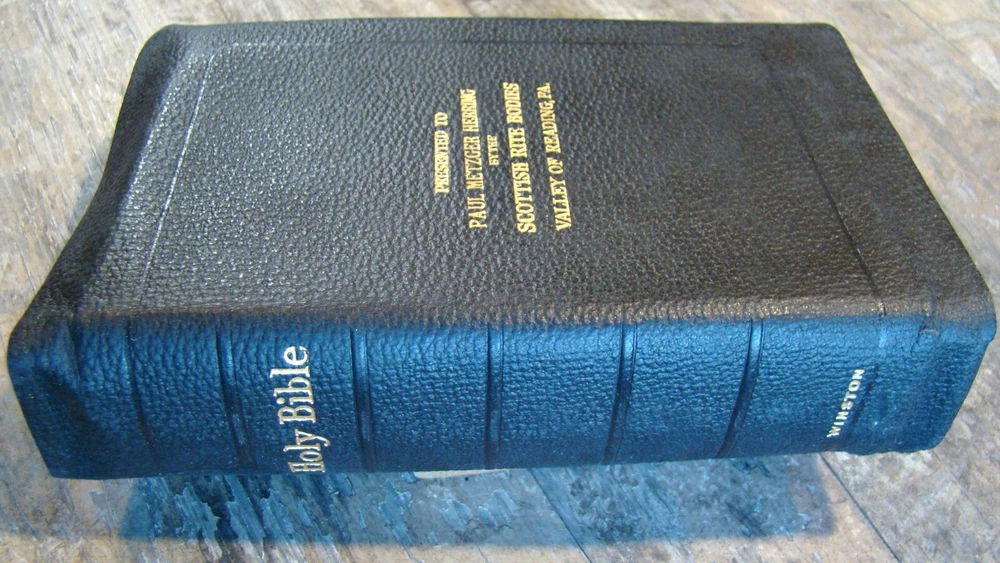 PRESENTED TO
PAUL METZGER HERRING
BY THE
SCOTTISH RITE BODIES
VALLEY OF READING, PA.
Holy Bible
WINSTON